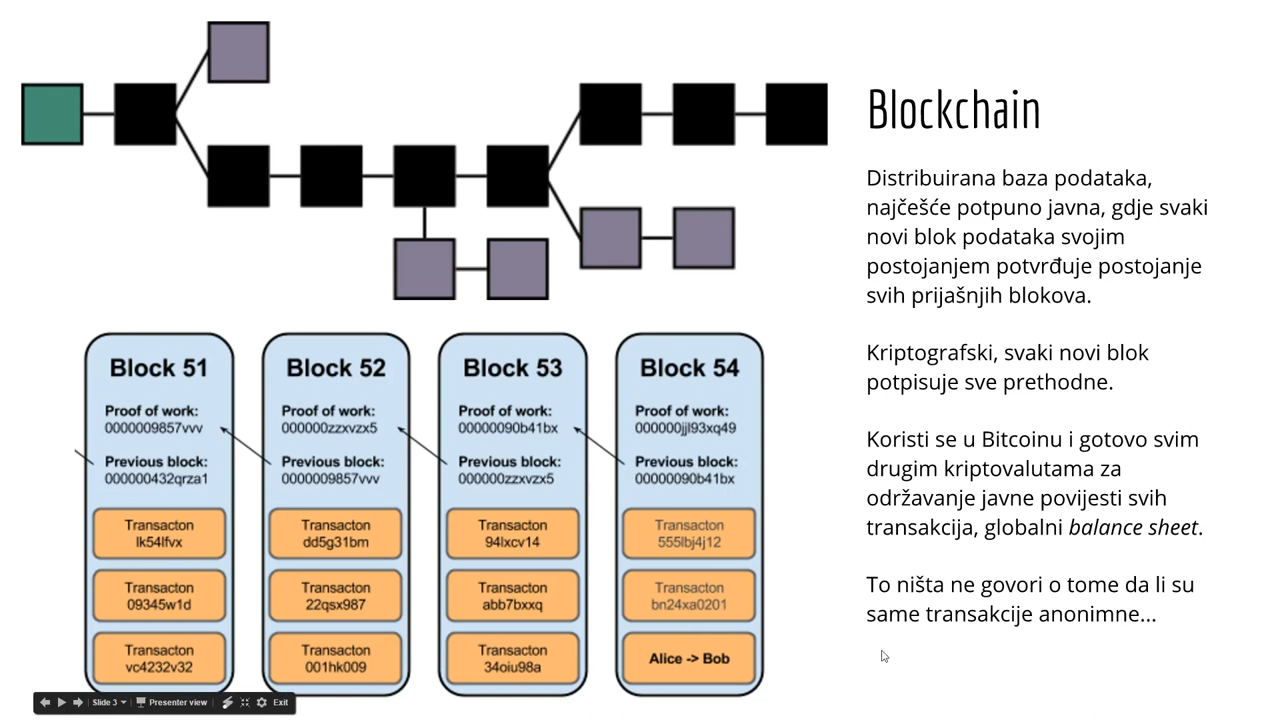 Blockchain
Distribuirana baza podataka,
najčešće potpuno javna, gdje svaki
novi blok podataka svojim
postojanjem potvrđuje postojanje
svih prijašnjih blokova.
Kriptografski, svaki novi blok
potpisuje sve prethodne.
Koristi se u Bitcoinu i gotovo svim
drugim kriptovalutama za
održavanje javne povijesti svih
transakcija, globalni balance sheet.
To ništa ne govori o tome da li su
same transakcije anonimne...
Block 51
Proof of work:
0000009857vvv
Previous block:
000000432qrza1
Transacton
lk54lfvx
Transacton
09345w1d
Transacton
vc4232v32
Block 52
Proof of work:
000000zzxvzx5
Previous block:
0000009857vvv
Transacton
dd5g31bm
Transacton
22qsx987
Transacton
001hk009
Block 53
Proof of work:
00000090b41bx
Previous block:
000000zzxvzx5
Transacton
94lxcv14
Transacton
abb7bxxq
Transacton
34oiu98a
Block 54
Proof of work:
000000jjl93xq49
Previous block:
00000090b41bx
Transacton
555lbj4j12
Transacton
bn24xa0201
Alice -> Bob
Slide 3
Presenter view
Exit